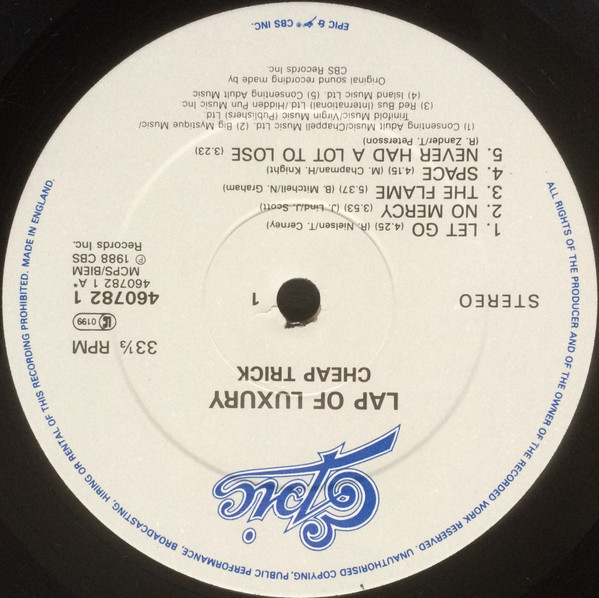 Epic
LAP OF LUXURY
CHEAP TRICK
STEREO
1
33⅓ RPM
LC 0199
460782 1
460782 1 A*
MCPS/BIEM
℗ 1988 CBS
Records Inc.
1. LET GO (4.25) (R. Nielsen/T. Cerney)
2. NO MERCY (3.53) (J. Lind/J. Scott)
3. THE FLAME (5.37) (B. Mitchell/N. Graham)
4. SPACE (4.15) (M. Chapman/H. Knight)
5. NEVER HAD A LOT TO LOSE (3.23)
(R. Zander/T. Petersson)
(1) Consenting Adult Music/Chappell Music Ltd. (2) Big Mystique Music/
Trinfold Music/Virgin Music (Publishers) Ltd.
(3) Red Bus (International) Ltd./Hidden Pun Music Inc
(4) Island Music Ltd. (5) Consenting Adult Music
Original sound recording made by
CBS Records Inc
ALL RIGHTS OF THE PRODUCER AND OF THE OWNER OF THE RECORDED WORK RESERVED. UNAUTHORISED COPYING, PUBLIC PERFORMANCE, BROADCASTING, HIRING OR RENTAL OF THIS RECORDING PROHIBITED. MADE IN ENGLAND.
EPIC & ® CBS INC.